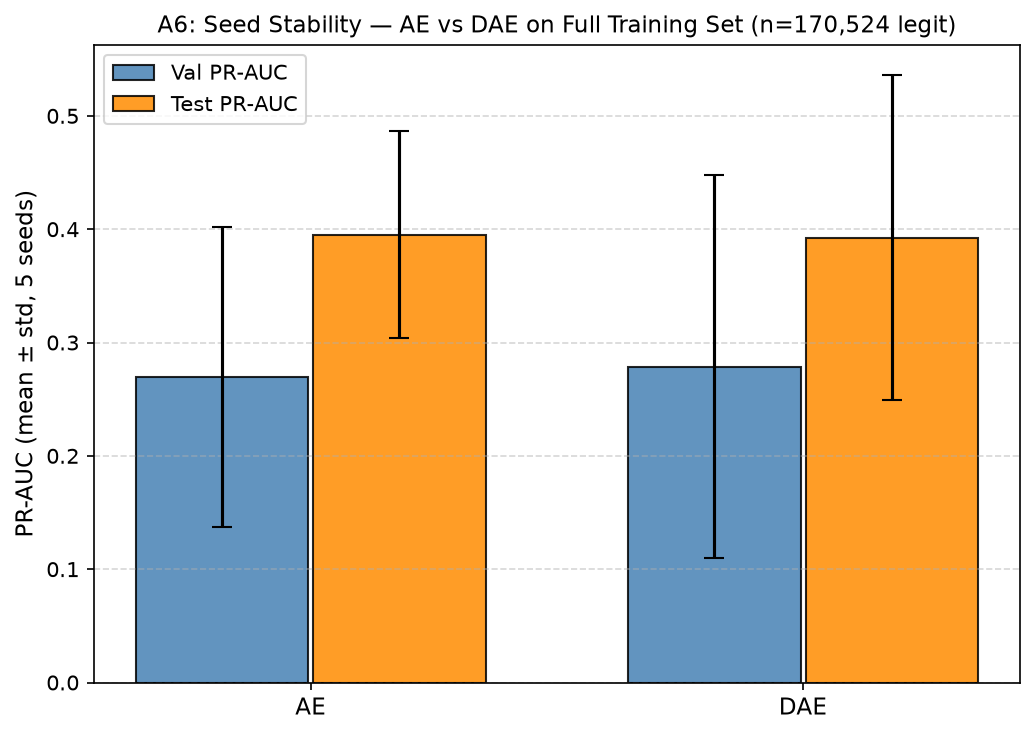 A6: Seed Stability — AE vs DAE on Full Training Set (n=170,524 legit)
Val PR-AUC
Test PR-AUC
PR-AUC (mean ± std, 5 seeds)
0.5
0.4
0.3
0.2
0.1
0.0
AE
DAE